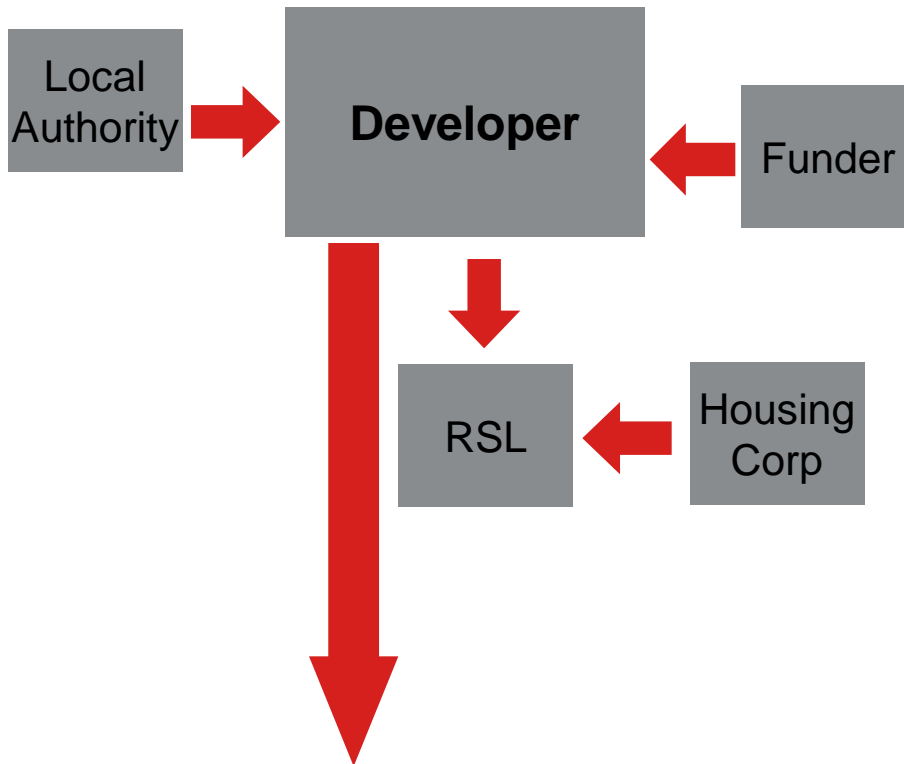 Local
Authority
Developer
Funder
RSL
Housing
Corp